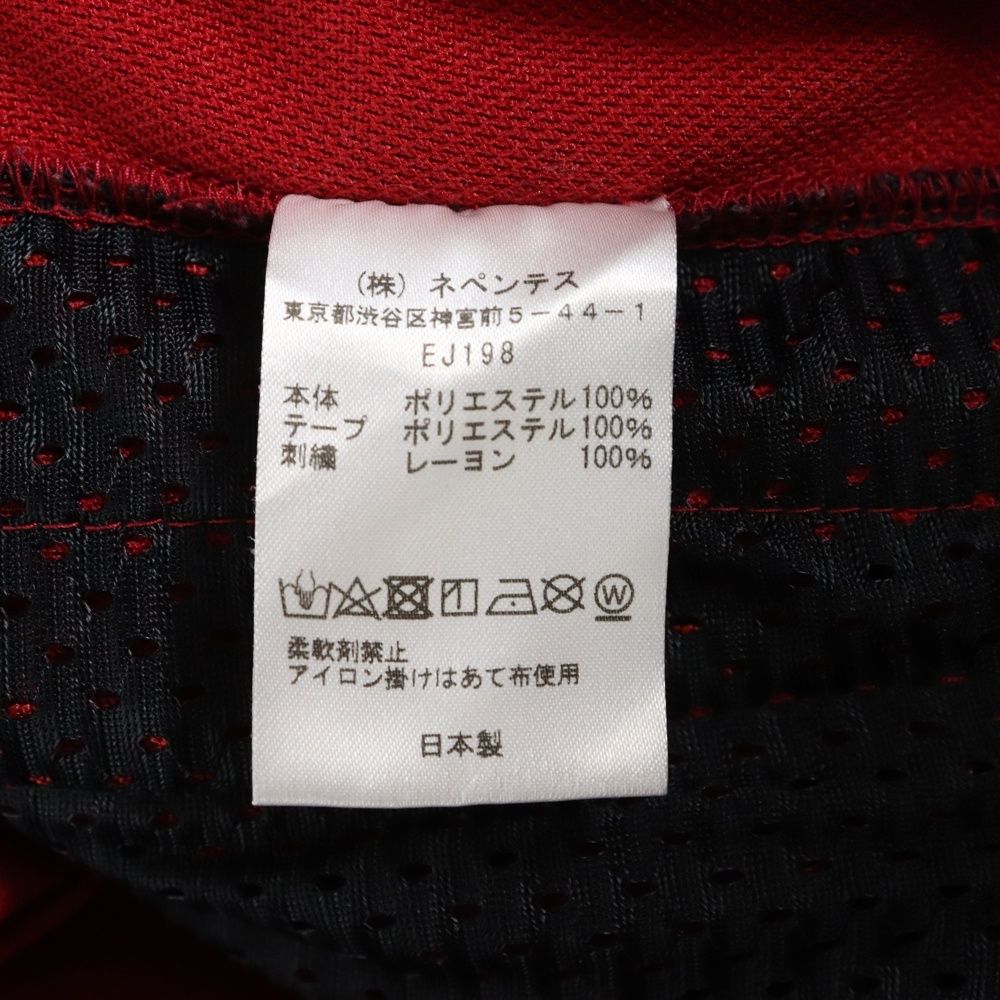 (株) ネペンテス
東京都渋谷区神宮前5-44-1
EJ198
本体 ポリエステル100%
テープ ポリエステル100%
刺繍 レーヨン 100%
W
柔軟剤禁止
アイロン掛けはあて布使用
日本製